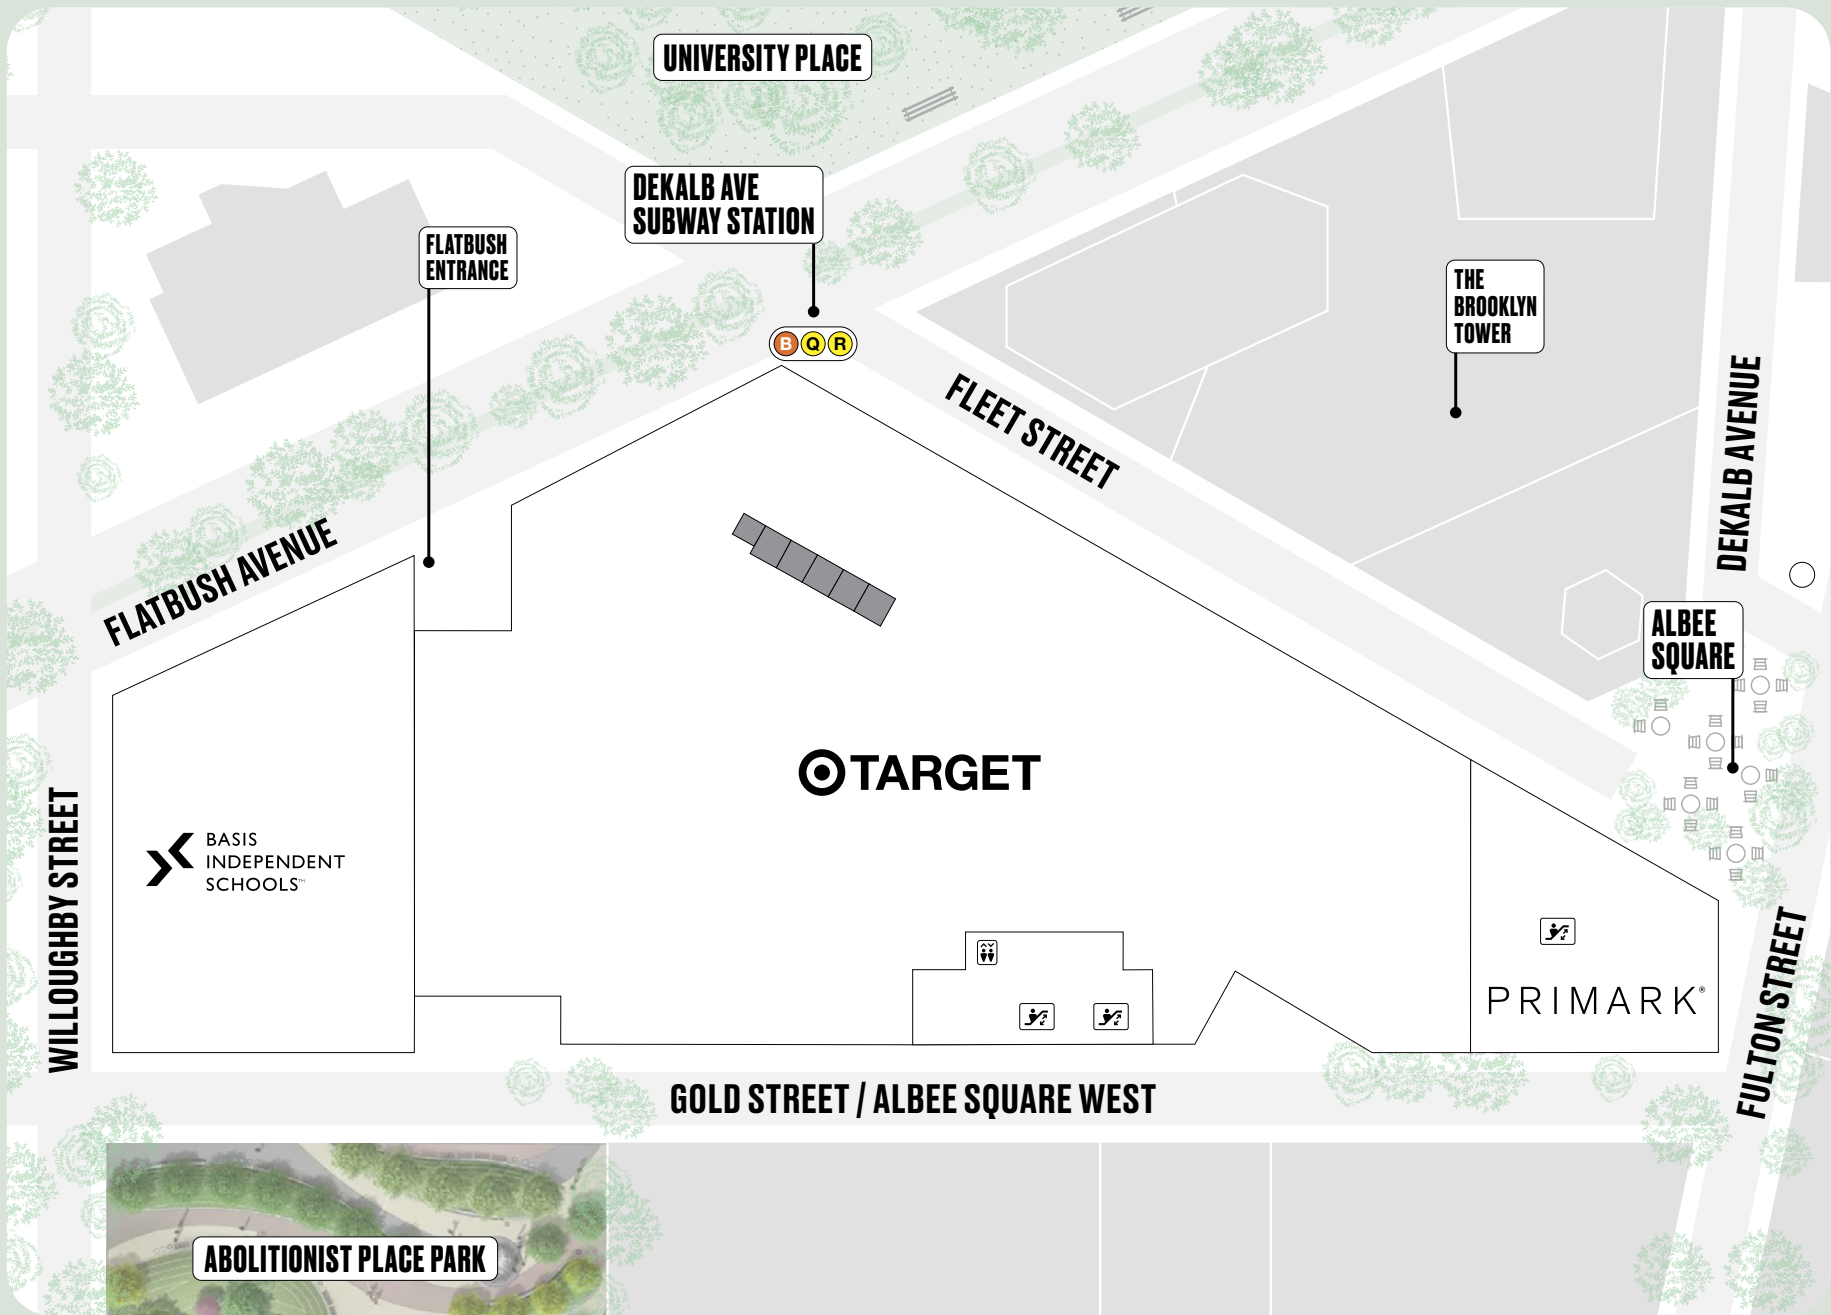 UNIVERSITY PLACE
DEKALB AVE
SUBWAY STATION
FLATBUSH
ENTRANCE
THE
BROOKLYN
TOWER
B Q R
FLEET STREET
DEKALB AVENUE
FLATBUSH AVENUE
ALBEE
SQUARE
TARGET
WILLOUGHBY STREET
BASIS
INDEPENDENT
SCHOOLS™
PRIMARK®
FULTON STREET
GOLD STREET / ALBEE SQUARE WEST
ABOLITIONIST PLACE PARK